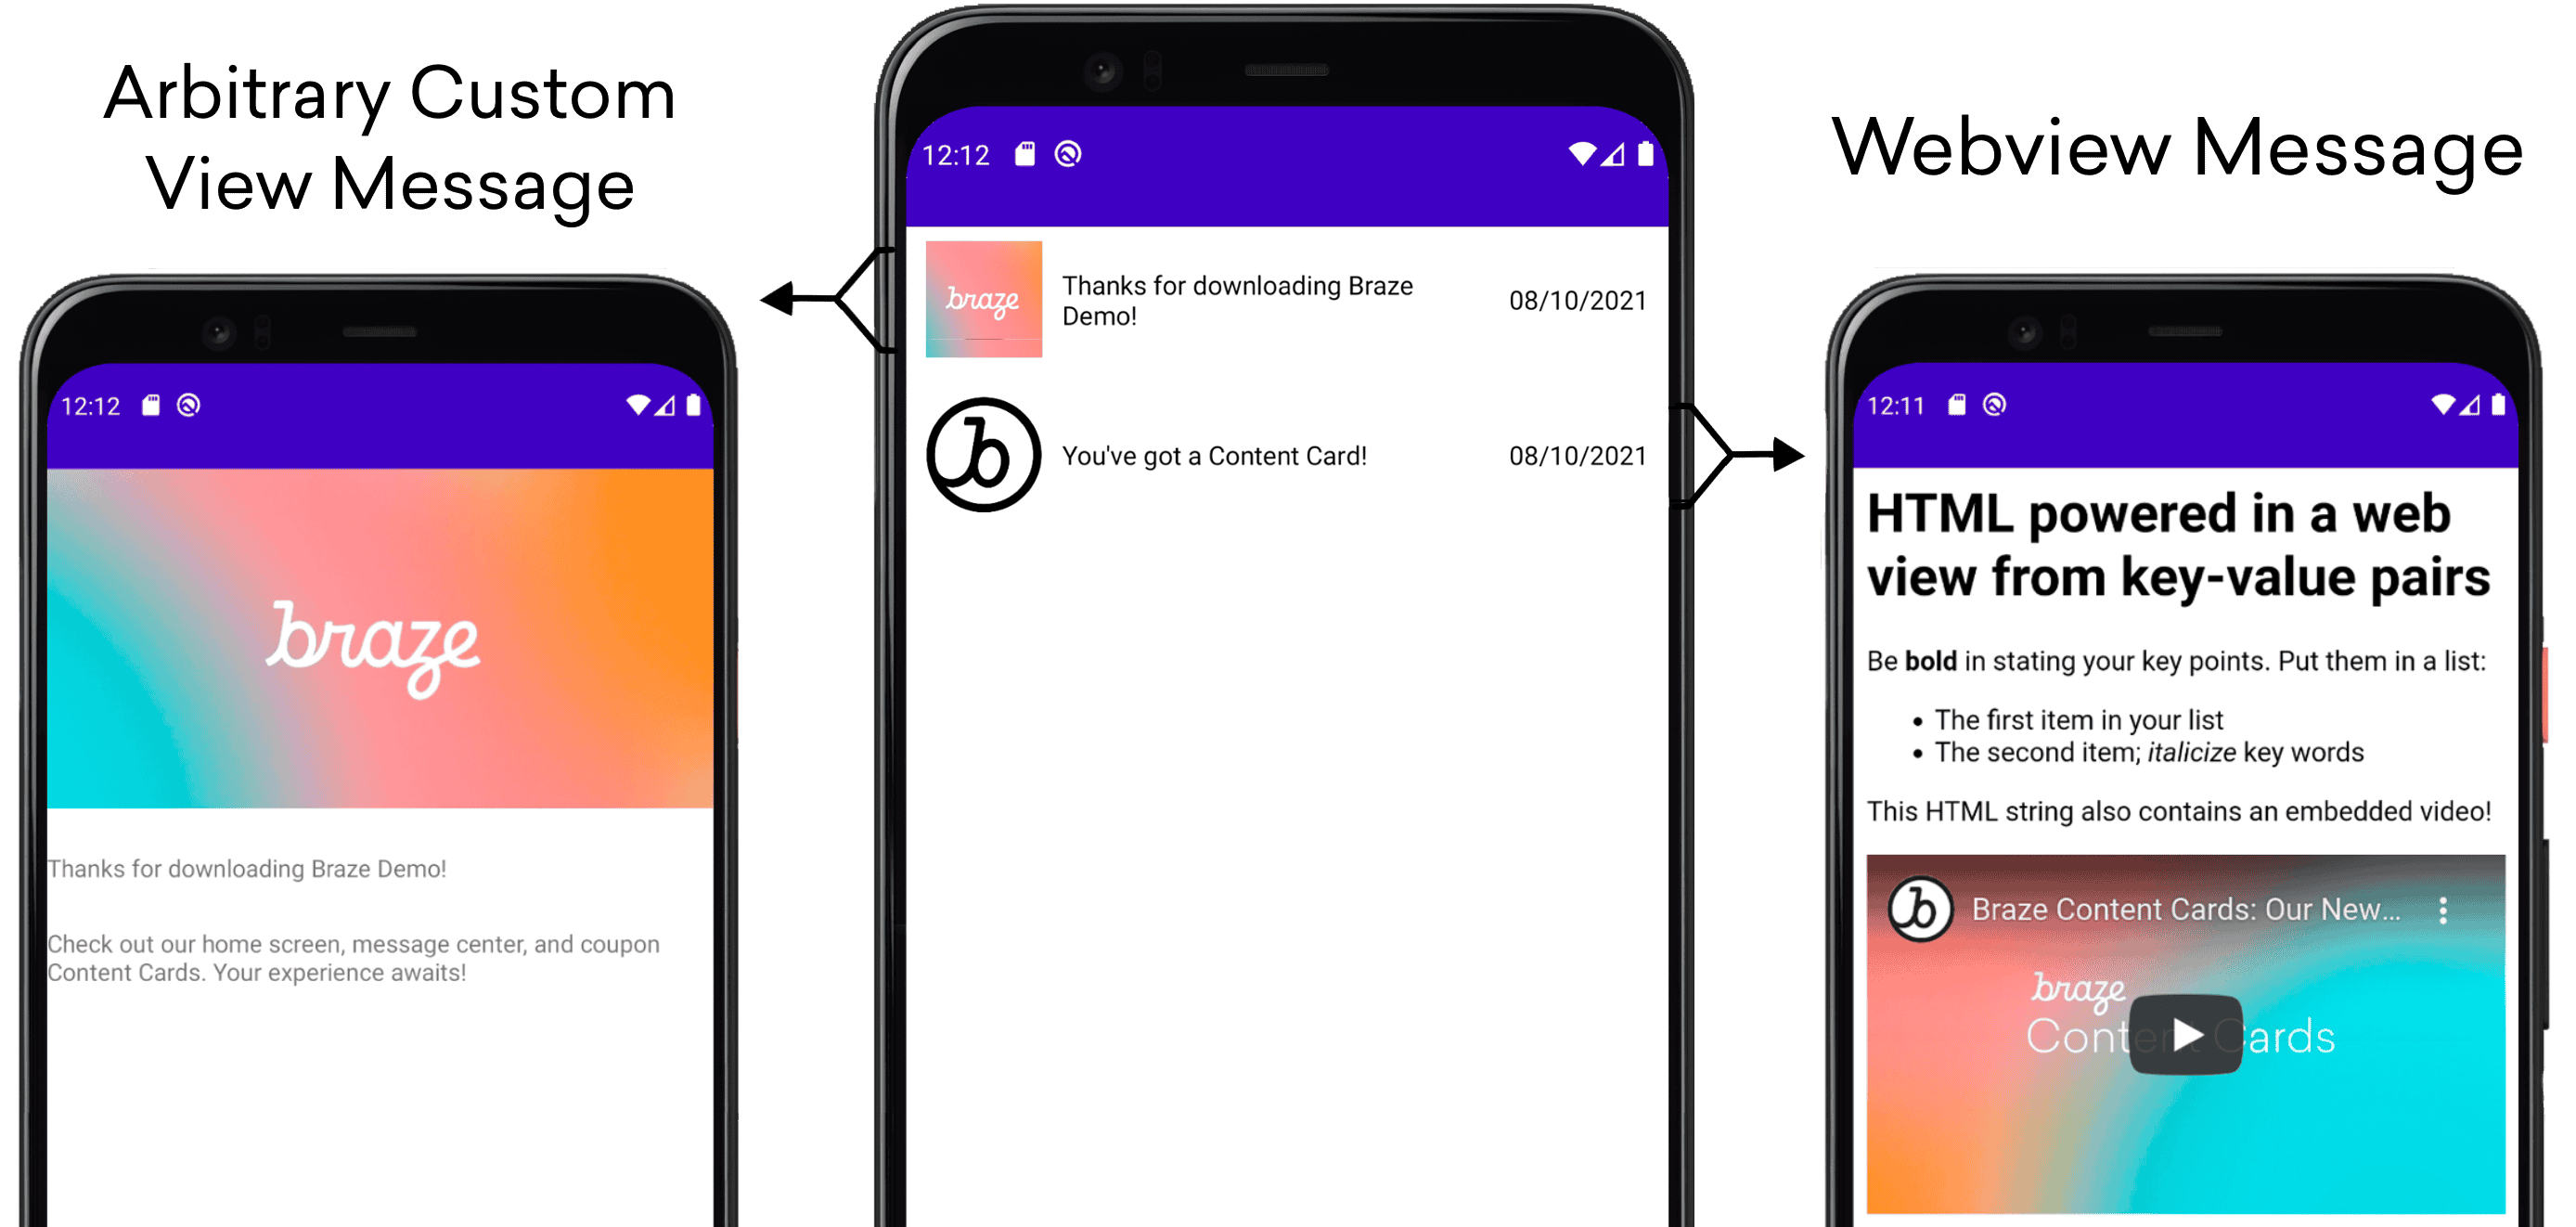 Arbitrary Custom
View Message
12:12
braze
Thanks for downloading Braze Demo!
Check out our home screen, message center, and coupon
Content Cards. Your experience awaits!
12:12
braze
Thanks for downloading Braze
Demo!
08/10/2021
b
You've got a Content Card!
08/10/2021
Webview Message
12:11
HTML powered in a web
view from key-value pairs
Be bold in stating your key points. Put them in a list:
• The first item in your list
• The second item; italicize key words
This HTML string also contains an embedded video!
b
Braze Content Cards: Our New...
braze
Content Cards